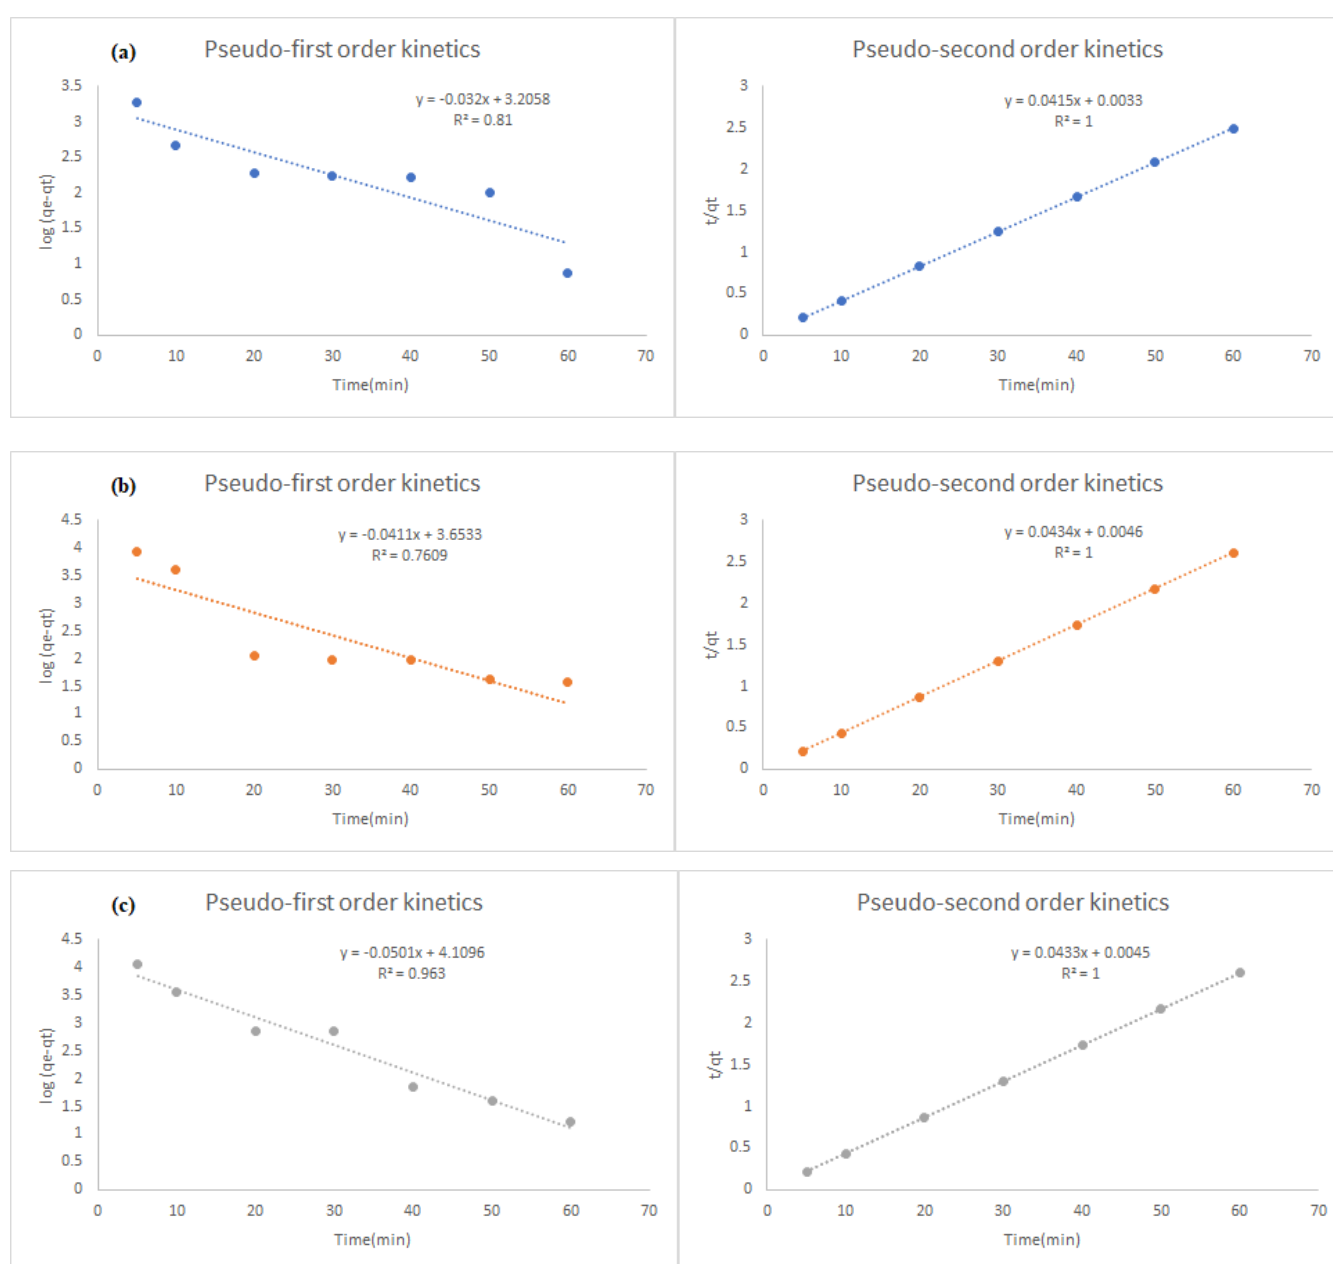 (a)
Pseudo-first order kinetics
y = -0.032x + 3.2058
R² = 0.81
3.5
3
2.5
2
1.5
1
0.5
0
log (qe-qt)
0 10 20 30 40 50 60 70
Time(min)
Pseudo-second order kinetics
y = 0.0415x + 0.0033
R² = 1
3
2.5
2
1.5
1
0.5
0
t/qt
0 10 20 30 40 50 60 70
Time(min)
(b)
Pseudo-first order kinetics
y = -0.0411x + 3.6533
R² = 0.7609
4.5
4
3.5
3
2.5
2
1.5
1
0.5
0
log (qe-qt)
0 10 20 30 40 50 60 70
Time(min)
Pseudo-second order kinetics
y = 0.0434x + 0.0046
R² = 1
3
2.5
2
1.5
1
0.5
0
t/qt
0 10 20 30 40 50 60 70
Time(min)
(c)
Pseudo-first order kinetics
y = -0.0501x + 4.1096
R² = 0.963
4.5
4
3.5
3
2.5
2
1.5
1
0.5
0
log (qe-qt)
0 10 20 30 40 50 60 70
Time(min)
Pseudo-second order kinetics
y = 0.0433x + 0.0045
R² = 1
3
2.5
2
1.5
1
0.5
0
t/qt
0 10 20 30 40 50 60 70
Time(min)